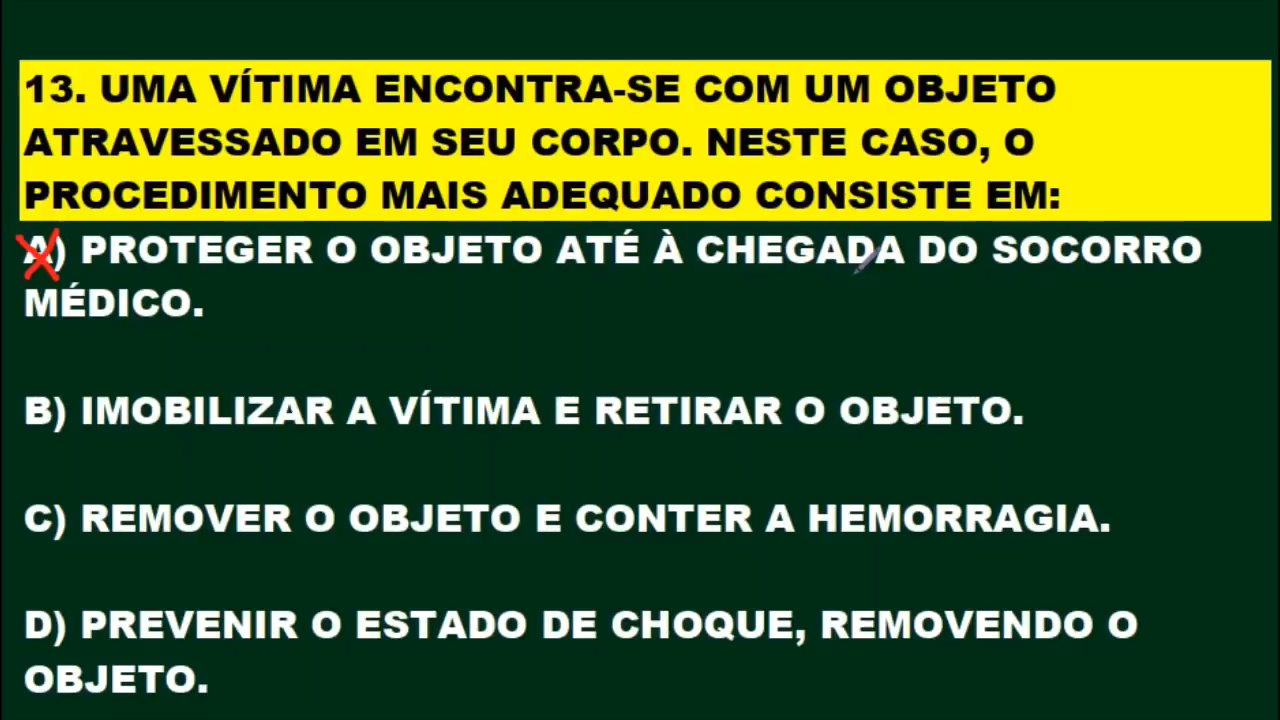 13. UMA VÍTIMA ENCONTRA-SE COM UM OBJETO
ATRAVESSADO EM SEU CORPO. NESTE CASO, O
PROCEDIMENTO MAIS ADEQUADO CONSISTE EM:
A) PROTEGER O OBJETO ATÉ À CHEGADA DO SOCORRO
MÉDICO.
B) IMOBILIZAR A VÍTIMA E RETIRAR O OBJETO.
C) REMOVER O OBJETO E CONTER A HEMORRAGIA.
D) PREVENIR O ESTADO DE CHOQUE, REMOVENDO O
OBJETO.